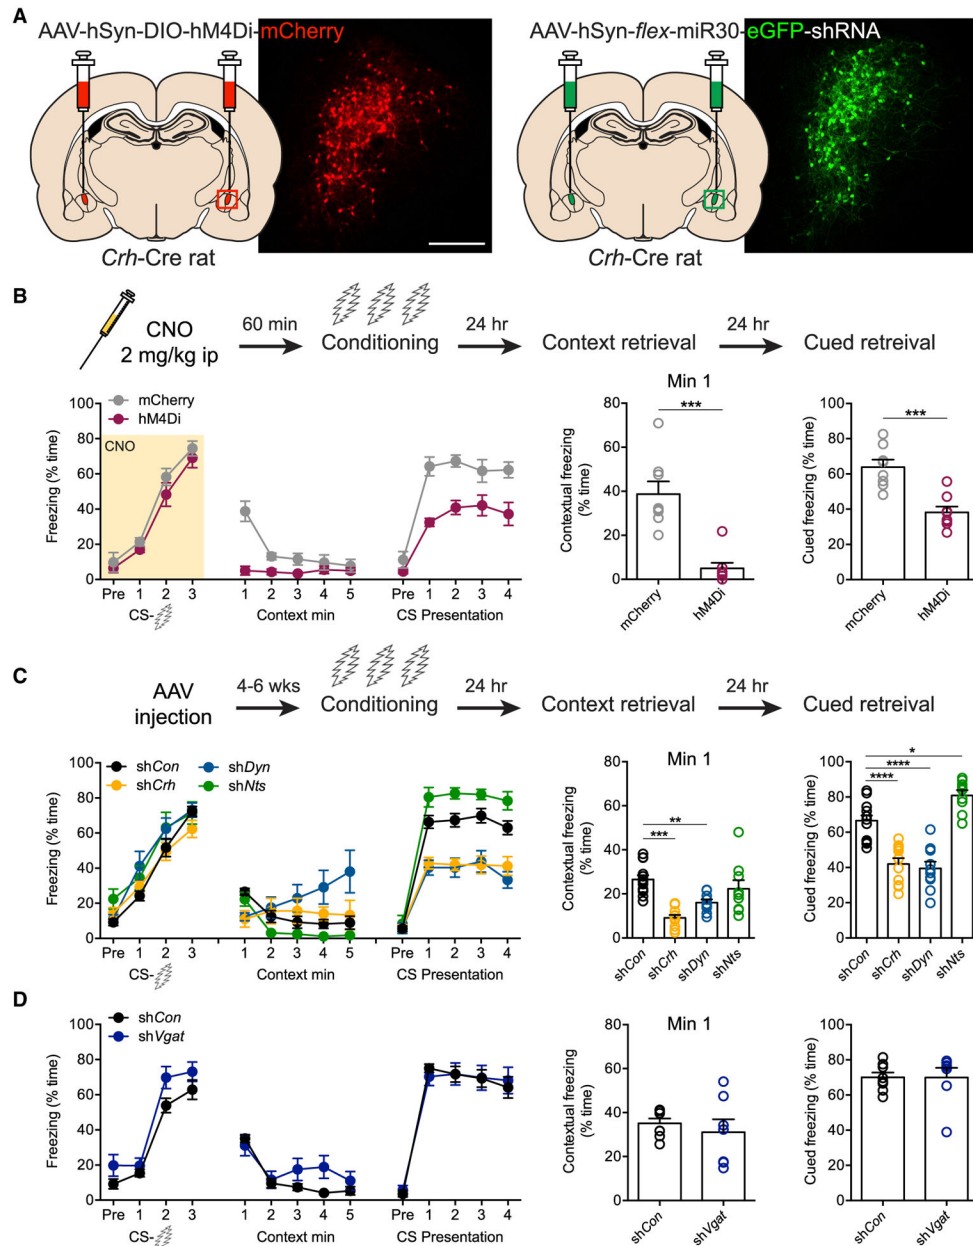 A
AAV-hSyn-DIO-hM4Di-mCherry
AAV-hSyn-flex-miR30-eGFP-shRNA
Crh-Cre rat
Crh-Cre rat
B
CNO
2 mg/kg ip
60 min
Conditioning
24 hr
Context retrieval
24 hr
Cued retreival
Freezing (% time)
100
80
60
40
20
0
mCherry
hM4Di
CNO
Pre 1 2 3
CS-
1 2 3 4 5
Context min
Pre 1 2 3 4
CS Presentation
Min 1
Contextual freezing
(% time)
80
60
40
20
0
***
mCherry
hM4Di
Cued freezing (% time)
100
80
60
40
20
0
***
mCherry
hM4Di
C
AAV
injection
4-6 wks
Conditioning
24 hr
Context retrieval
24 hr
Cued retreival
Freezing (% time)
100
80
60
40
20
0
shCon
shDyn
shCrh
shNts
Pre 1 2 3
CS-
1 2 3 4 5
Context min
Pre 1 2 3 4
CS Presentation
Min 1
Contextual freezing
(% time)
80
60
40
20
0
**
***
shCon
shCrh
shDyn
shNts
Cued freezing (% time)
100
80
60
40
20
0
*
****
****
shCon
shCrh
shDyn
shNts
D
Freezing (% time)
100
80
60
40
20
0
shCon
shVgat
Pre 1 2 3
CS-
1 2 3 4 5
Context min
Pre 1 2 3 4
CS Presentation
Min 1
Contextual freezing
(% time)
80
60
40
20
0
shCon
shVgat
Cued freezing (% time)
100
80
60
40
20
0
shCon
shVgat